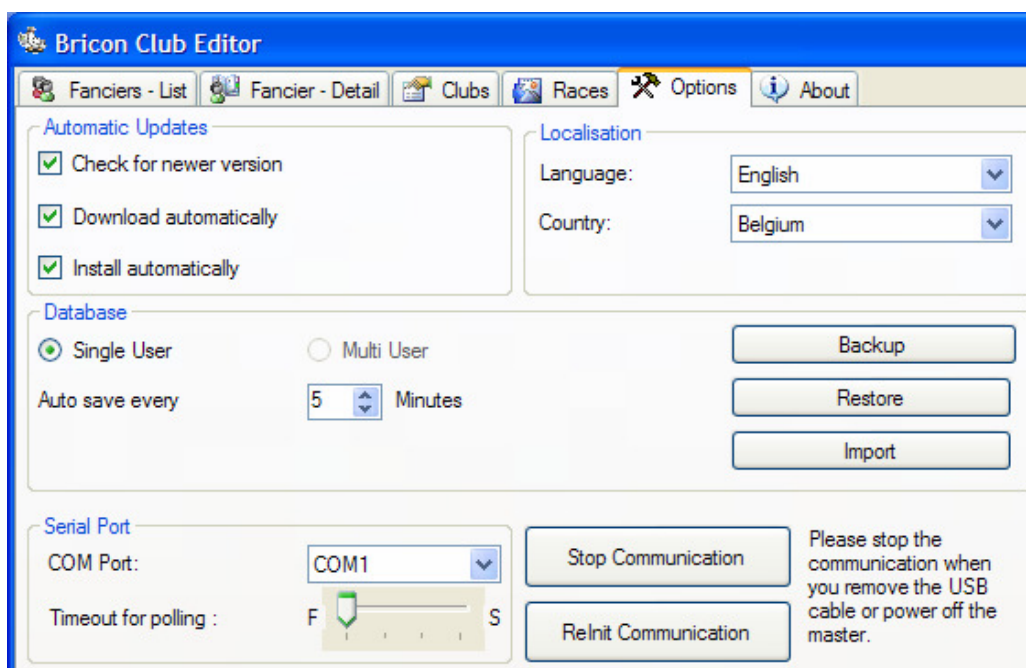 Bricon Club Editor
Fanciers - List Fancier - Detail Clubs Races Options About
Automatic Updates
Check for newer version
Download automatically
Install automatically
Localisation
Language: English
Country: Belgium
Database
Single User Multi User
Auto save every 5 Minutes
Backup
Restore
Import
Serial Port
COM Port: COM1
Timeout for polling : F S
Stop Communication
ReInit Communication
Please stop the
communication when
you remove the USB
cable or power off the
master.